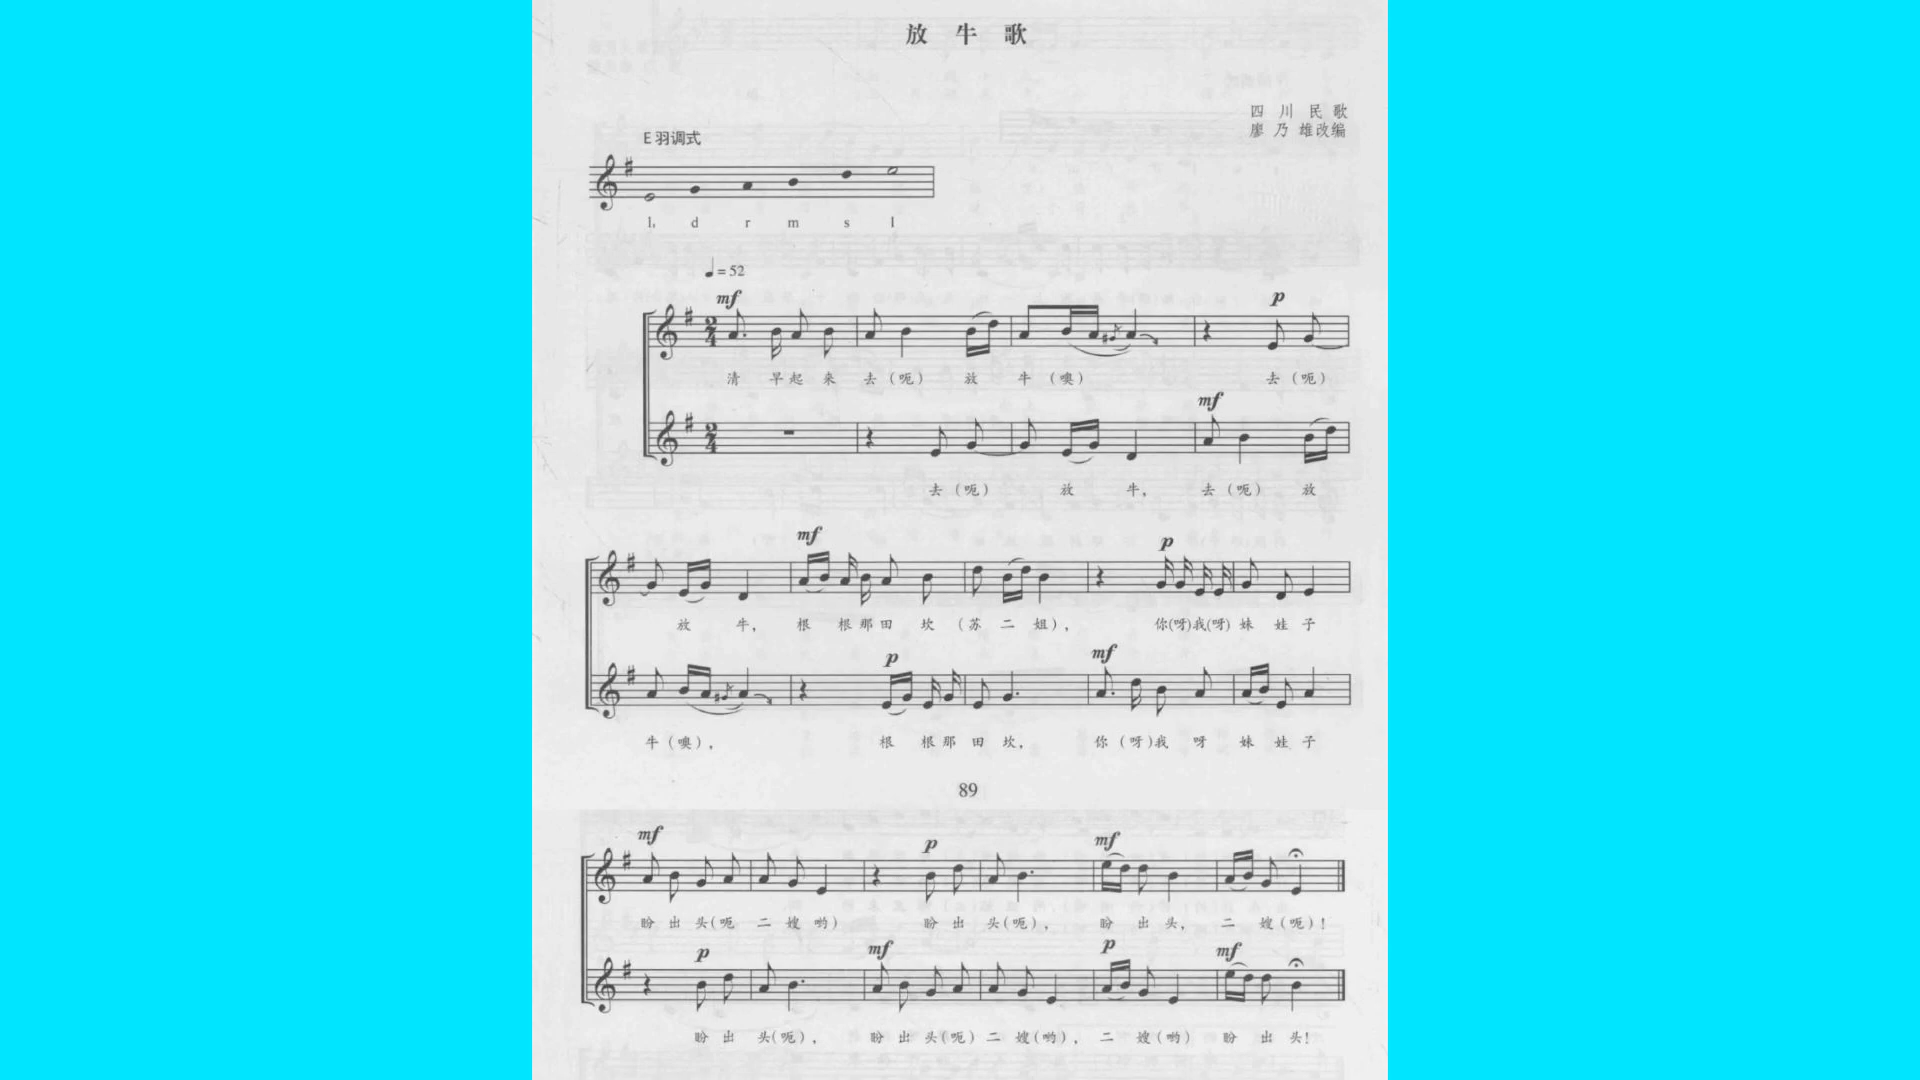 放 牛 歌
四 川 民 歌
廖 乃 雄改编
E 羽调式
l, d r m s l
♩= 52
mf p
清 早起 来 去（呃） 放 牛（噢） 去（呃）
mf
去（呃） 放 牛， 去（呃） 放
mf p
放 牛， 根 根那田 坎 （苏 二 姐）， 你(呀)我(呀) 妹 娃 子
p mf
牛（噢）， 根 根那 田 坎， 你（呀)我 呀 妹 娃 子
89
mf p mf
盼 出 头(呃 二 嫂 哟) 盼 出 头(呃)， 盼 出 头， 二 嫂（呃)！
p mf p mf
盼 出 头(呃)， 盼 出 头(呃) 二 嫂(哟)， 二 嫂(哟) 盼 出 头！